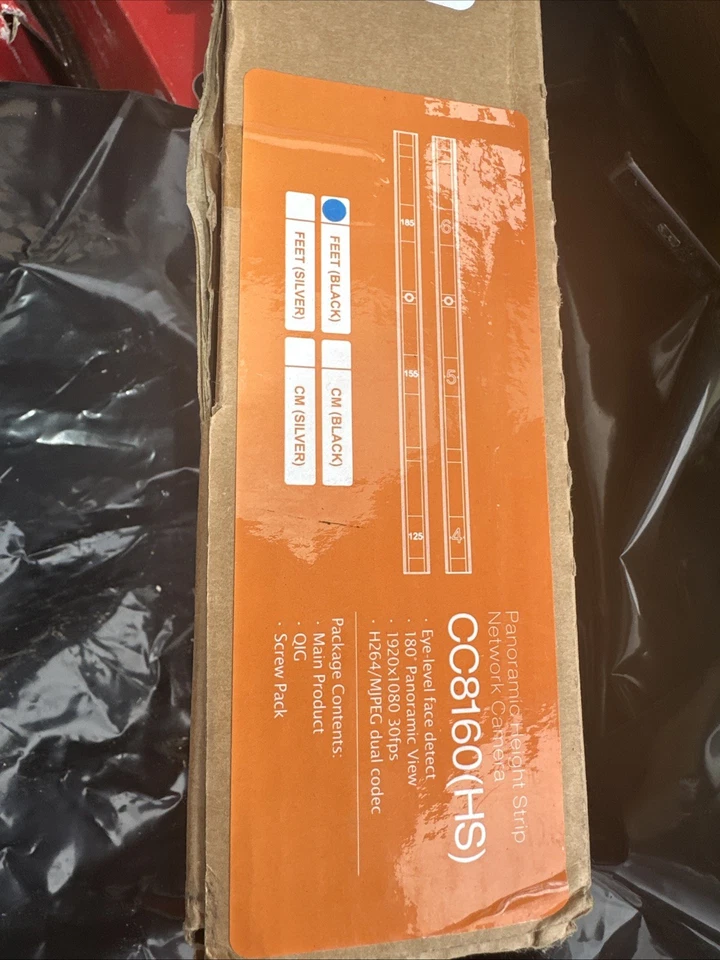 Panoramic Height Strip
Network Camera
CC8160(HS)
· Eye-level face detect
· 180° Panoramic View
· 1920x1080 30fps
· H264/MJPEG dual codec
Package Contents:
· Main Product
· QIG
· Screw Pack
6
5
4
185
155
125
FEET (BLACK)
CM (BLACK)
FEET (SILVER)
CM (SILVER)